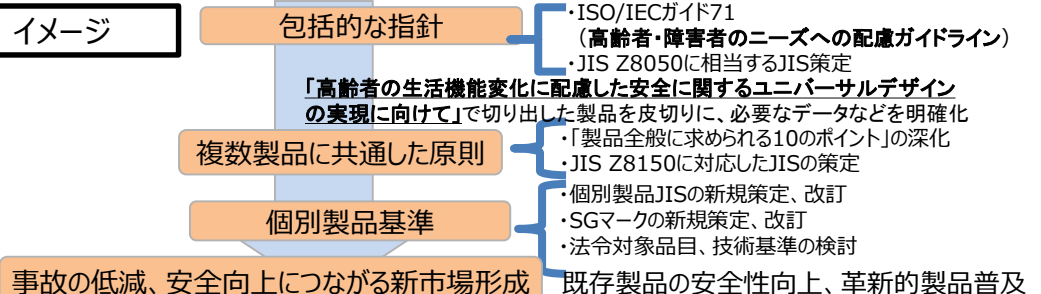 イメージ
包括的な指針
・ISO/IECガイド71
（高齢者・障害者のニーズへの配慮ガイドライン）
・JIS Z8050に相当するJIS策定
「高齢者の生活機能変化に配慮した安全に関するユニバーサルデザイン
の実現に向けて」で切り出した製品を皮切りに、必要なデータなどを明確化
複数製品に共通した原則
・「製品全般に求められる10のポイント」の深化
・JIS Z8150に対応したJISの策定
個別製品基準
・個別製品JISの新規策定、改訂
・SGマークの新規策定、改訂
・法令対象品目、技術基準の検討
事故の低減、安全向上につながる新市場形成
既存製品の安全性向上、革新的製品普及